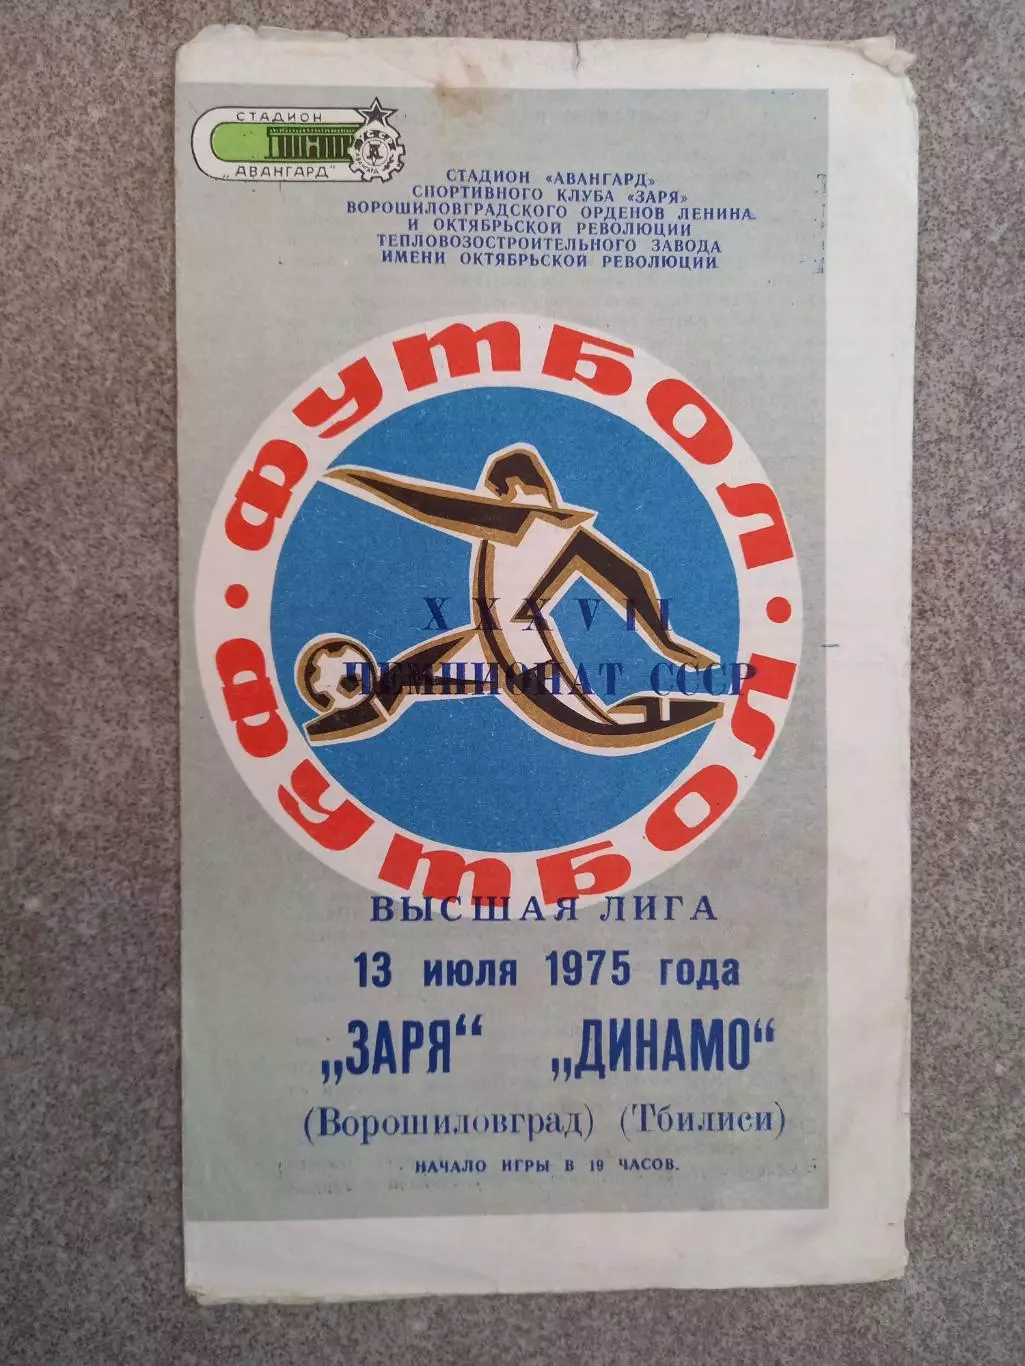 СТАДИОН
„АВАНГАРД"
СТАДИОН «АВАНГАРД»
СПОРТИВНОГО КЛУБА «ЗАРЯ»
ВОРОШИЛОВГРАДСКОГО ОРДЕНОВ ЛЕНИНА
И ОКТЯБРЬСКОЙ РЕВОЛЮЦИИ
ТЕПЛОВОЗОСТРОИТЕЛЬНОГО ЗАВОДА
ИМЕНИ ОКТЯБРЬСКОЙ РЕВОЛЮЦИИ
ФУТБОЛ · ФУТБОЛ ·
XXXVII
ЧЕМПИОНАТ СССР
ВЫСШАЯ ЛИГА
13 июля 1975 года
„ЗАРЯ“ „ДИНАМО“
(Ворошиловград) (Тбилиси)
НАЧАЛО ИГРЫ В 19 ЧАСОВ.